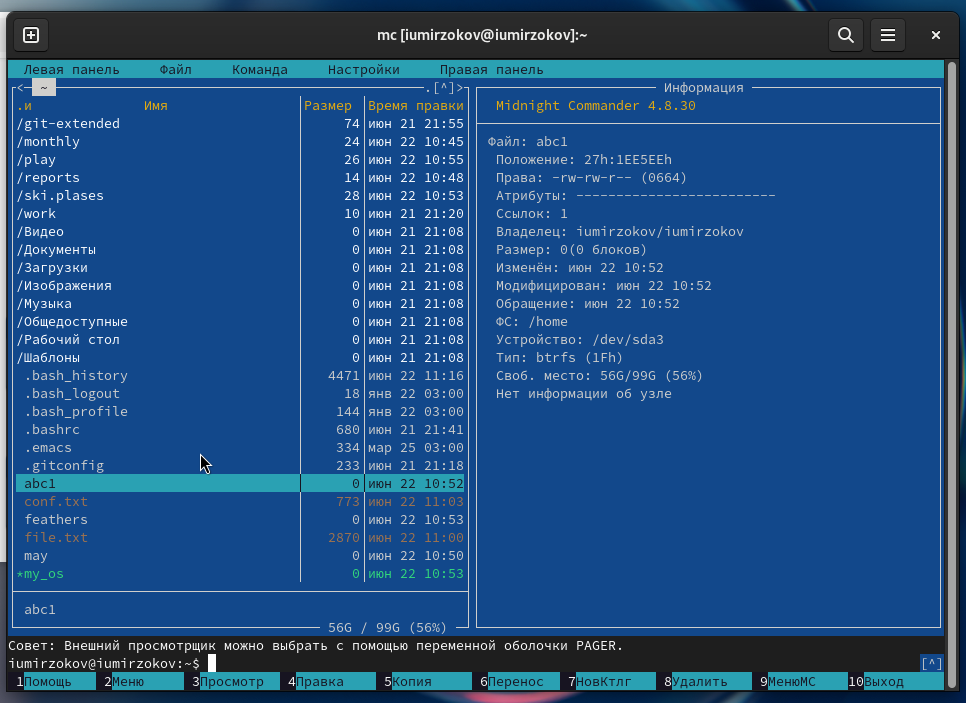 mc [iumirzokov@iumirzokov]:~
Левая панель Файл Команда Настройки Правая панель
<─ ~ .[^]>
.и Имя Размер Время правки
/git-extended 74 июн 21 21:55
/monthly 24 июн 22 10:45
/play 26 июн 22 10:55
/reports 14 июн 22 10:48
/ski.plases 28 июн 22 10:53
/work 10 июн 21 21:20
/Видео 0 июн 21 21:08
/Документы 0 июн 21 21:08
/Загрузки 0 июн 21 21:08
/Изображения 0 июн 21 21:08
/Музыка 0 июн 21 21:08
/Общедоступные 0 июн 21 21:08
/Рабочий стол 0 июн 21 21:08
/Шаблоны 0 июн 21 21:08
.bash_history 4471 июн 22 11:16
.bash_logout 18 янв 22 03:00
.bash_profile 144 янв 22 03:00
.bashrc 680 июн 21 21:41
.emacs 334 мар 25 03:00
.gitconfig 233 июн 21 21:18
abc1 0 июн 22 10:52
conf.txt 773 июн 22 11:03
feathers 0 июн 22 10:53
file.txt 2870 июн 22 11:00
may 0 июн 22 10:50
*my_os 0 июн 22 10:53
abc1
56G / 99G (56%)
Информация
Midnight Commander 4.8.30
Файл: abc1
Положение: 27h:1EE5EEh
Права: -rw-rw-r-- (0664)
Атрибуты: -------------------------
Ссылок: 1
Владелец: iumirzokov/iumirzokov
Размер: 0(0 блоков)
Изменён: июн 22 10:52
Модифицирован: июн 22 10:52
Обращение: июн 22 10:52
ФС: /home
Устройство: /dev/sda3
Тип: btrfs (1Fh)
Своб. место: 56G/99G (56%)
Нет информации об узле
Совет: Внешний просмотрщик можно выбрать с помощью переменной оболочки PAGER.
iumirzokov@iumirzokov:~$ [^]
1Помощь 2Меню 3Просмотр 4Правка 5Копия 6Перенос 7НовКтлг 8Удалить 9МенюMC 10Выход